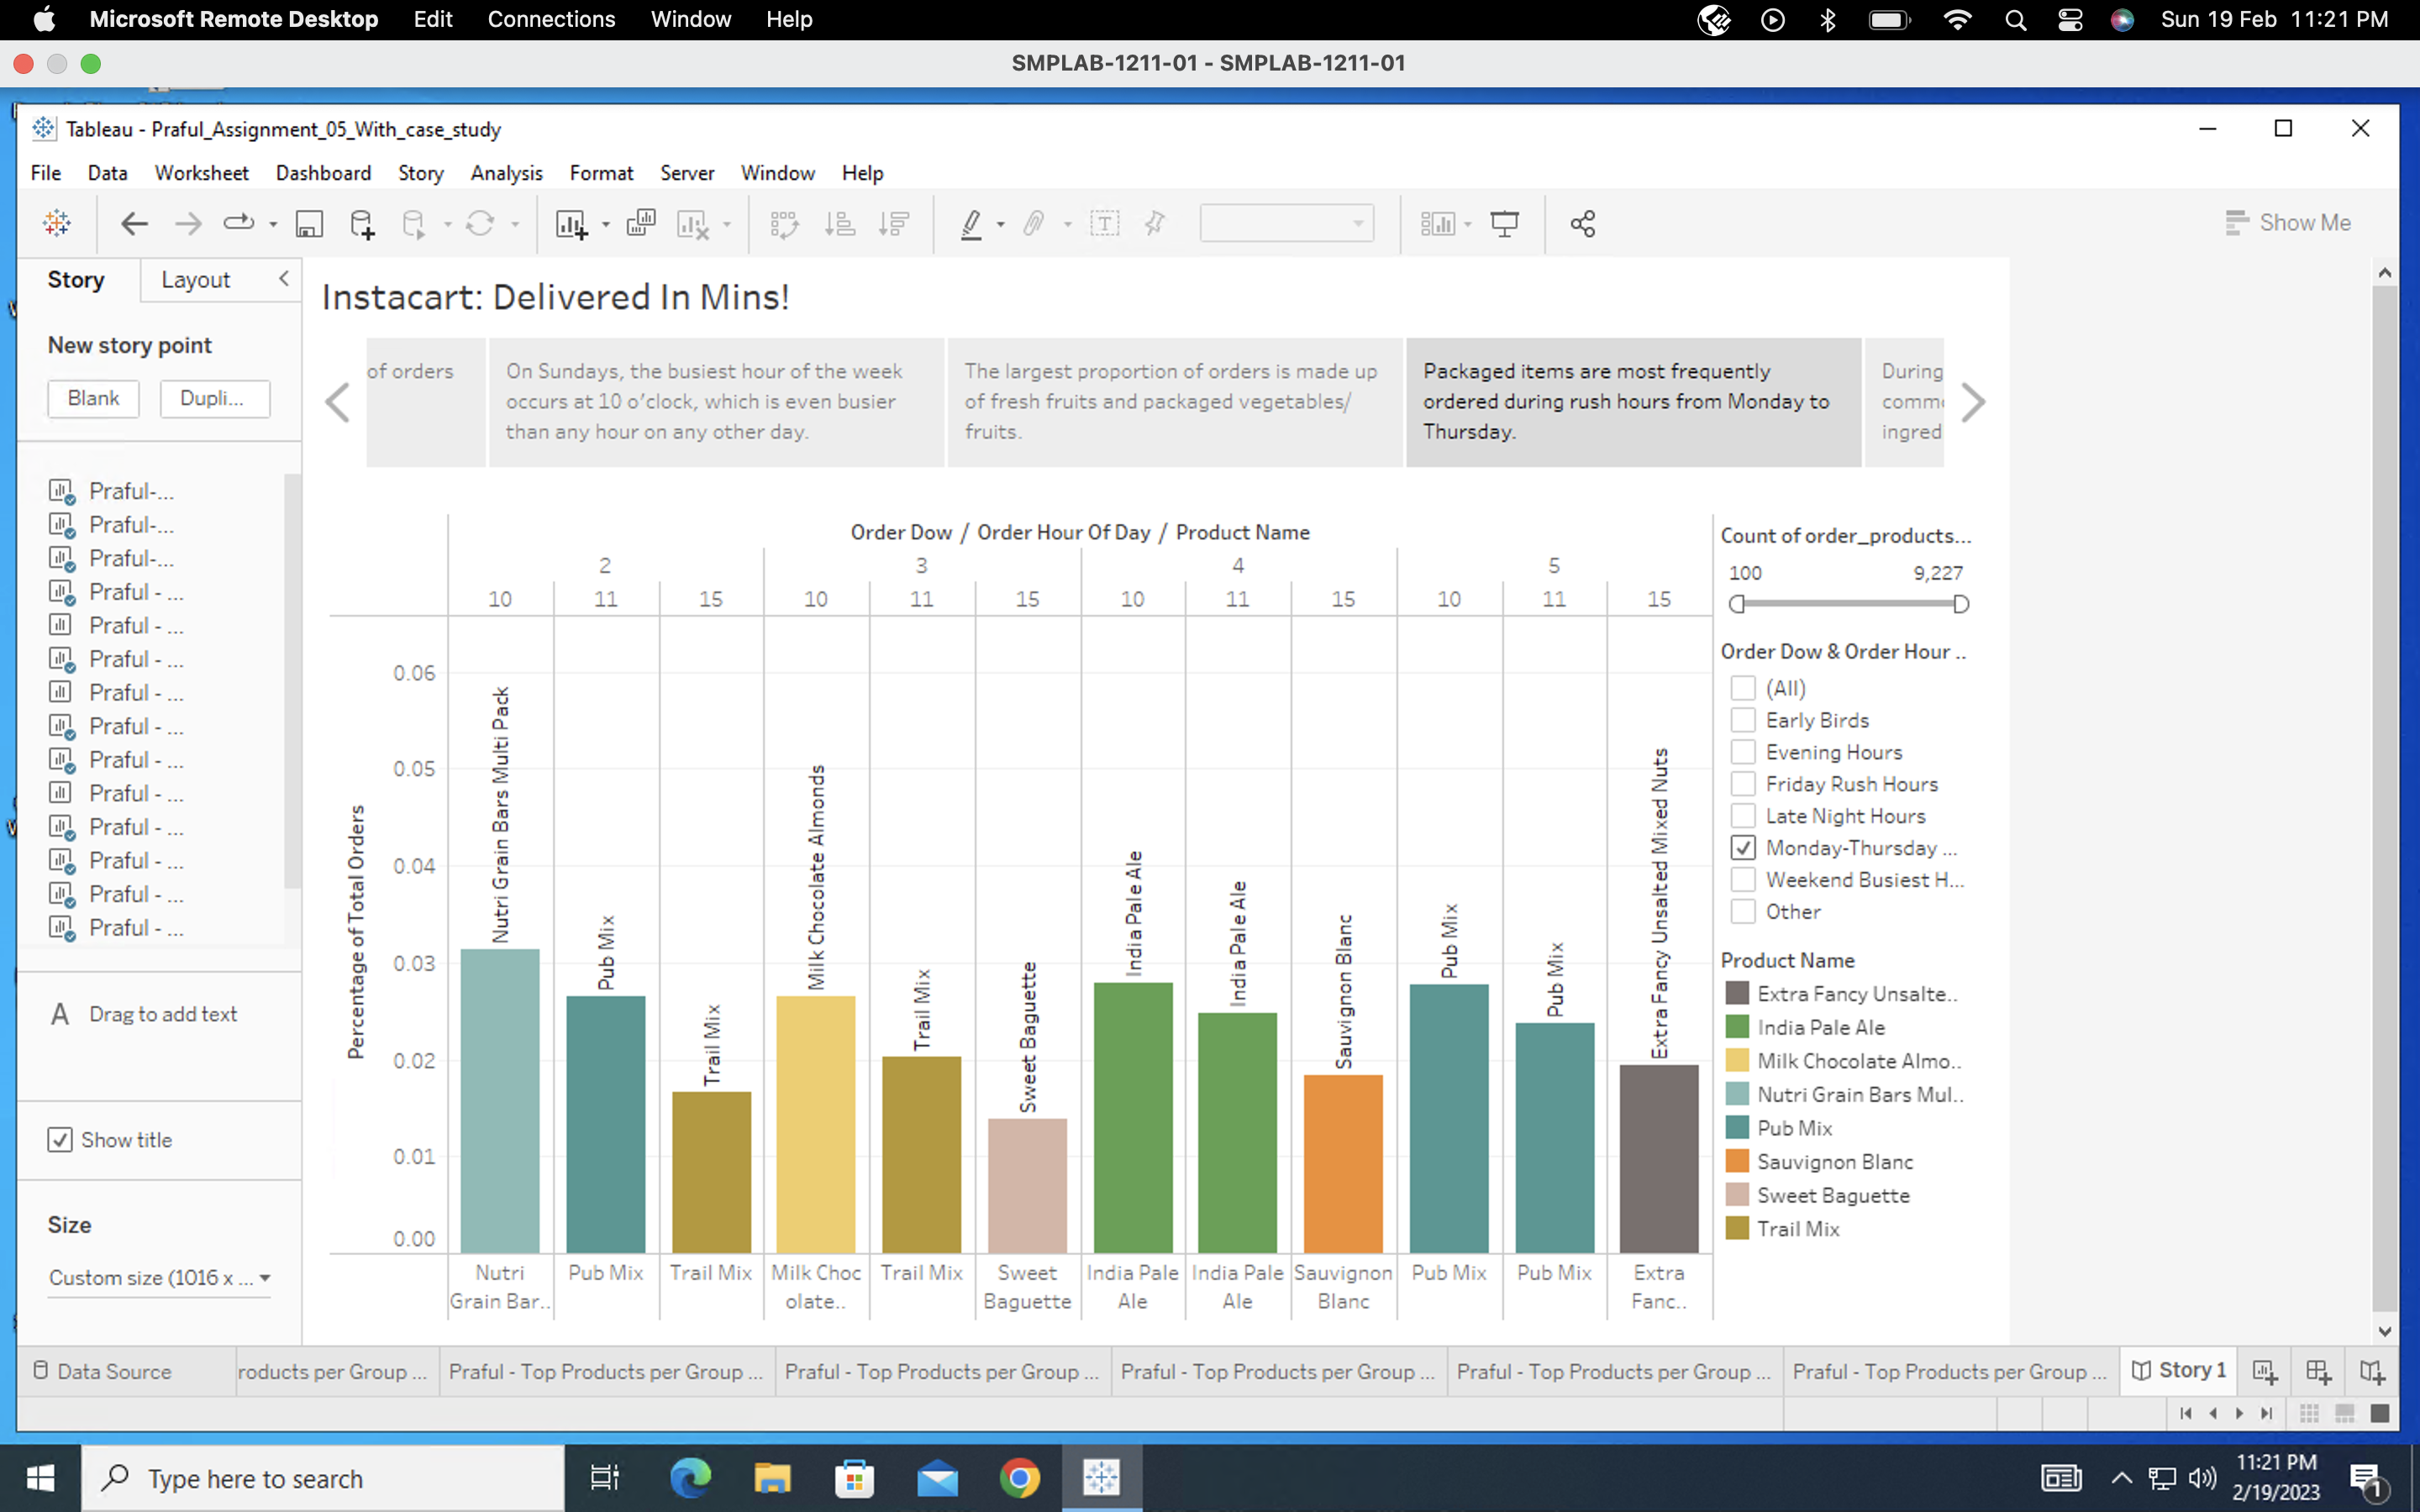 Microsoft Remote Desktop Edit Connections Window Help Sun 19 Feb 11:21 PM
SMPLAB-1211-01 - SMPLAB-1211-01
Tableau - Praful_Assignment_05_With_case_study
File Data Worksheet Dashboard Story Analysis Format Server Window Help
Show Me
Story Layout
New story point
Blank Dupli...
Praful-...
Praful-...
Praful-...
Praful - ...
Praful - ...
Praful - ...
Praful - ...
Praful - ...
Praful - ...
Praful - ...
Praful - ...
Praful - ...
Praful - ...
Praful - ...
A Drag to add text
Show title
Size
Custom size (1016 x ...
Instacart: Delivered In Mins!
of orders
On Sundays, the busiest hour of the week
occurs at 10 o'clock, which is even busier
than any hour on any other day.
The largest proportion of orders is made up
of fresh fruits and packaged vegetables/
fruits.
Packaged items are most frequently
ordered during rush hours from Monday to
Thursday.
During
comm
ingred
Order Dow / Order Hour Of Day / Product Name
2 3 4 5
10 11 15 10 11 15 10 11 15 10 11 15
Percentage of Total Orders
0.06
0.05
0.04
0.03
0.02
0.01
0.00
Nutri Grain Bars Multi Pack
Pub Mix
Trail Mix
Milk Chocolate Almonds
Trail Mix
Sweet Baguette
India Pale Ale
India Pale Ale
Sauvignon Blanc
Pub Mix
Pub Mix
Extra Fancy Unsalted Mixed Nuts
Nutri
Grain Bar..
Pub Mix
Trail Mix
Milk Choc
olate..
Trail Mix
Sweet
Baguette
India Pale
Ale
India Pale
Ale
Sauvignon
Blanc
Pub Mix
Pub Mix
Extra
Fanc..
Count of order_products...
100 9,227
Order Dow & Order Hour ..
(All)
Early Birds
Evening Hours
Friday Rush Hours
Late Night Hours
Monday-Thursday ...
Weekend Busiest H...
Other
Product Name
Extra Fancy Unsalte..
India Pale Ale
Milk Chocolate Almo..
Nutri Grain Bars Mul..
Pub Mix
Sauvignon Blanc
Sweet Baguette
Trail Mix
Data Source roducts per Group ... Praful - Top Products per Group ... Praful - Top Products per Group ... Praful - Top Products per Group ... Praful - Top Products per Group ... Praful - Top Products per Group ... Story 1
Type here to search
11:21 PM
2/19/2023
1